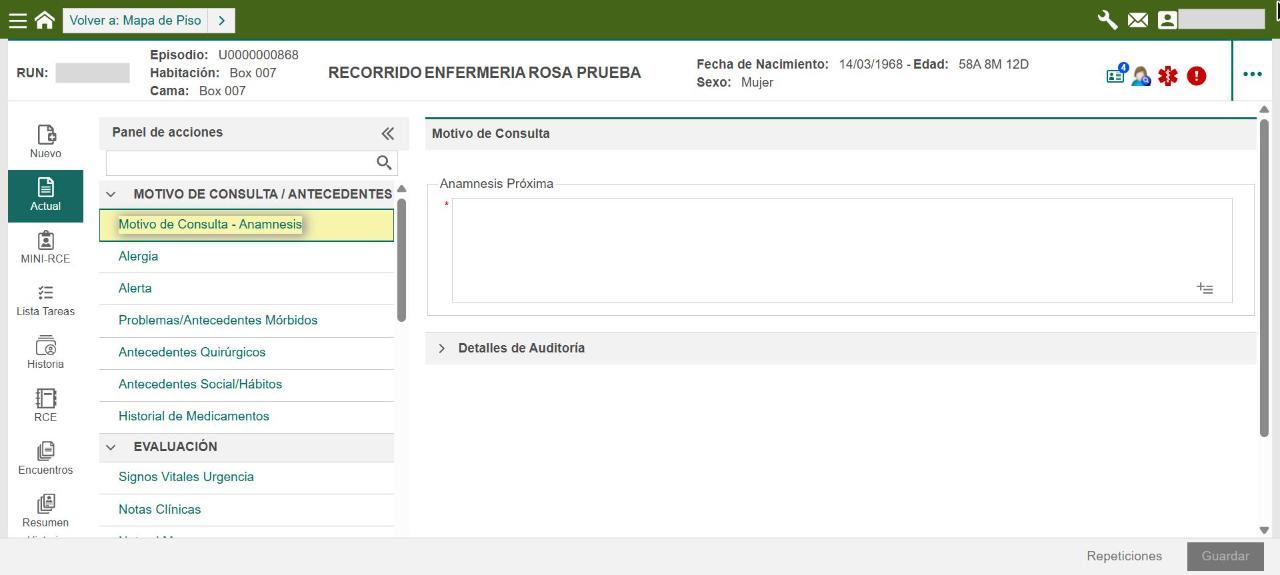 Volver a: Mapa de Piso
RUN:
Episodio: U0000000868
Habitación: Box 007
Cama: Box 007
RECORRIDO ENFERMERIA ROSA PRUEBA
Fecha de Nacimiento: 14/03/1968 - Edad: 58A 8M 12D
Sexo: Mujer
4
Nuevo
Actual
MINI-RCE
Lista Tareas
Historia
RCE
Encuentros
Resumen
Panel de acciones
MOTIVO DE CONSULTA / ANTECEDENTES
Motivo de Consulta - Anamnesis
Alergia
Alerta
Problemas/Antecedentes Mórbidos
Antecedentes Quirúrgicos
Antecedentes Social/Hábitos
Historial de Medicamentos
EVALUACIÓN
Signos Vitales Urgencia
Notas Clínicas
Motivo de Consulta
Anamnesis Próxima
*
Detalles de Auditoría
Repeticiones
Guardar